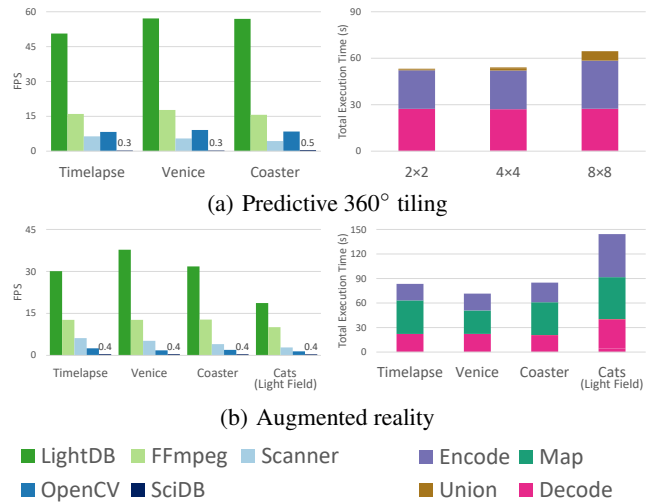 60
45
30
15
0
FPS
0.3
0.3
0.5
Timelapse
Venice
Coaster
90
60
30
0
Total Execution Time (s)
2×2
4×4
8×8
(a) Predictive 360° tiling
45
30
15
0
FPS
0.4
0.4
0.4
0.4
Timelapse
Venice
Coaster
Cats
(Light Field)
150
120
90
60
30
0
Total Execution Time (s)
Timelapse
Venice
Coaster
Cats
(Light Field)
(b) Augmented reality
LightDB FFmpeg Scanner
OpenCV SciDB
Encode Map
Union Decode